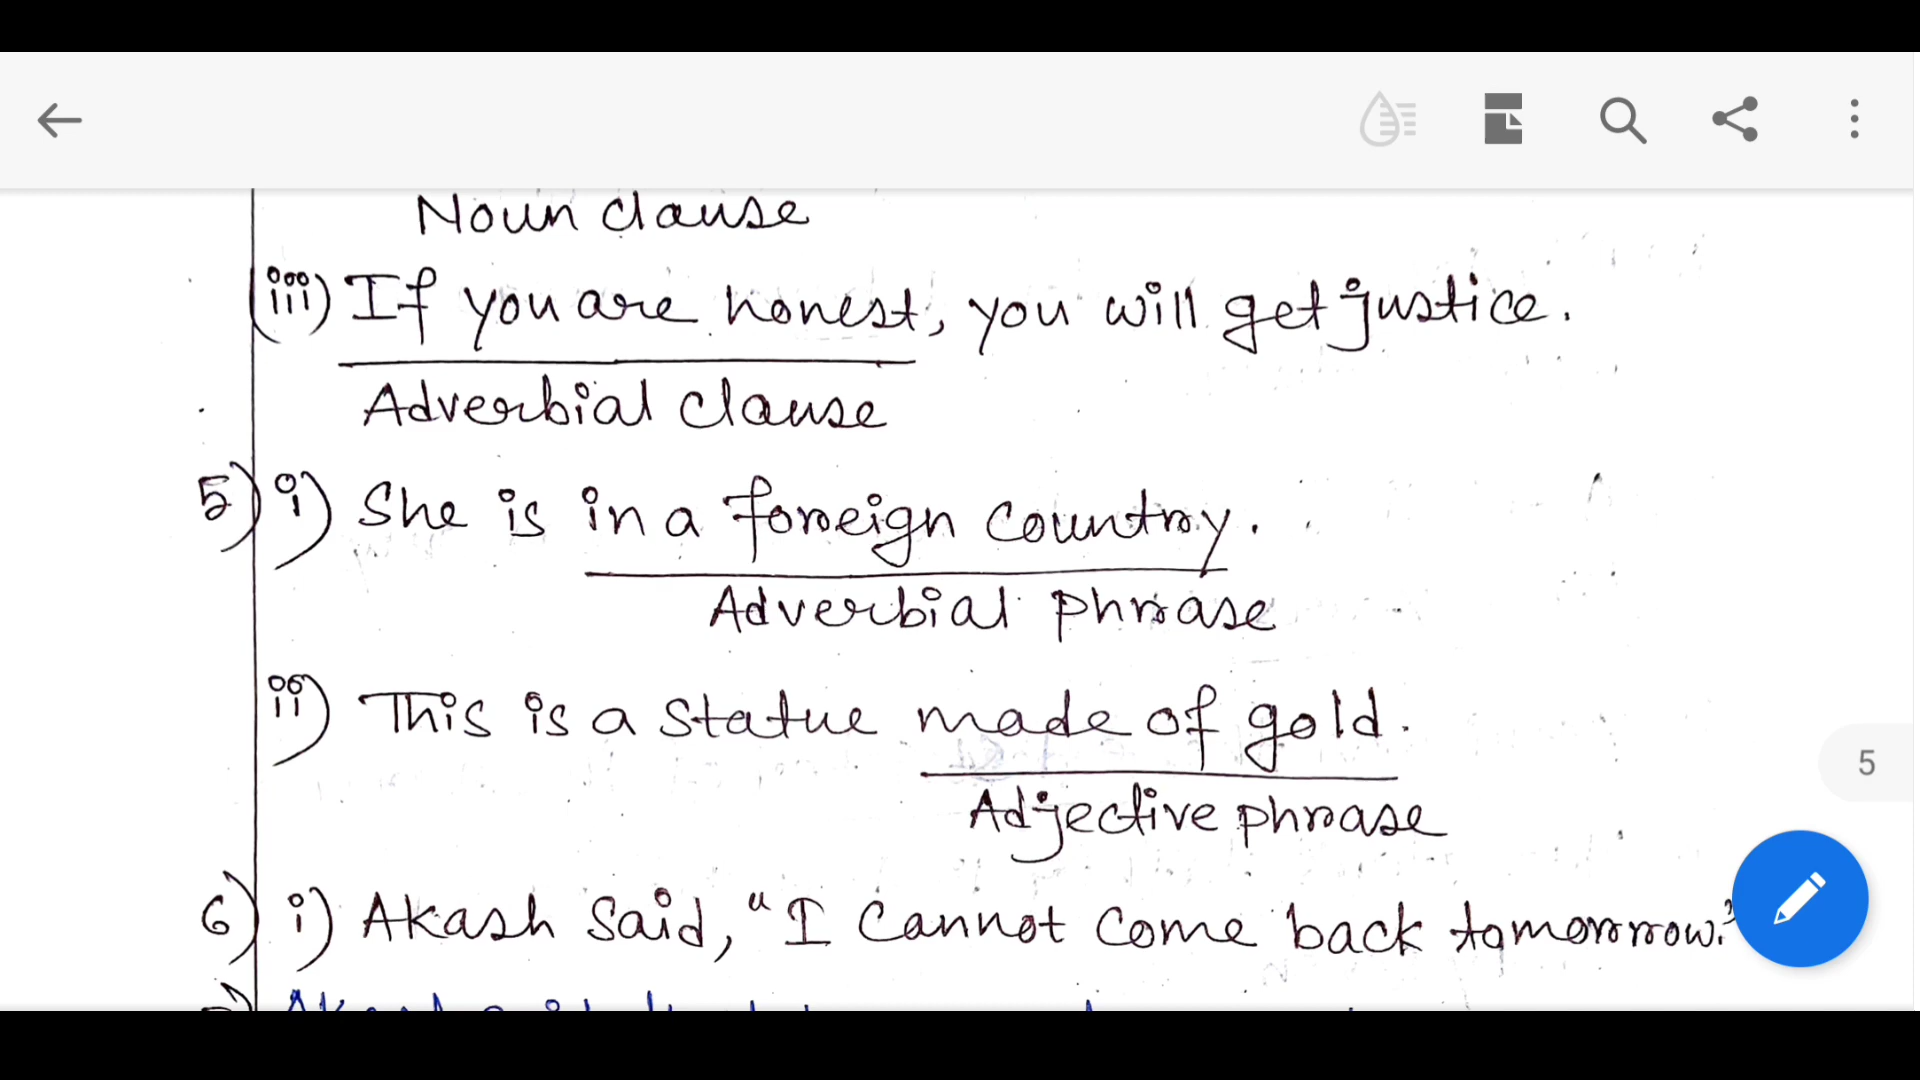 Noun clause
(iii) If you are honest, you will get justice.
Adverbial clause
5) i) She is in a foreign country.
Adverbial phrase
ii) This is a statue made of gold.
Adjective phrase
5
6) i) Akash said, "I cannot come back tomorrow."